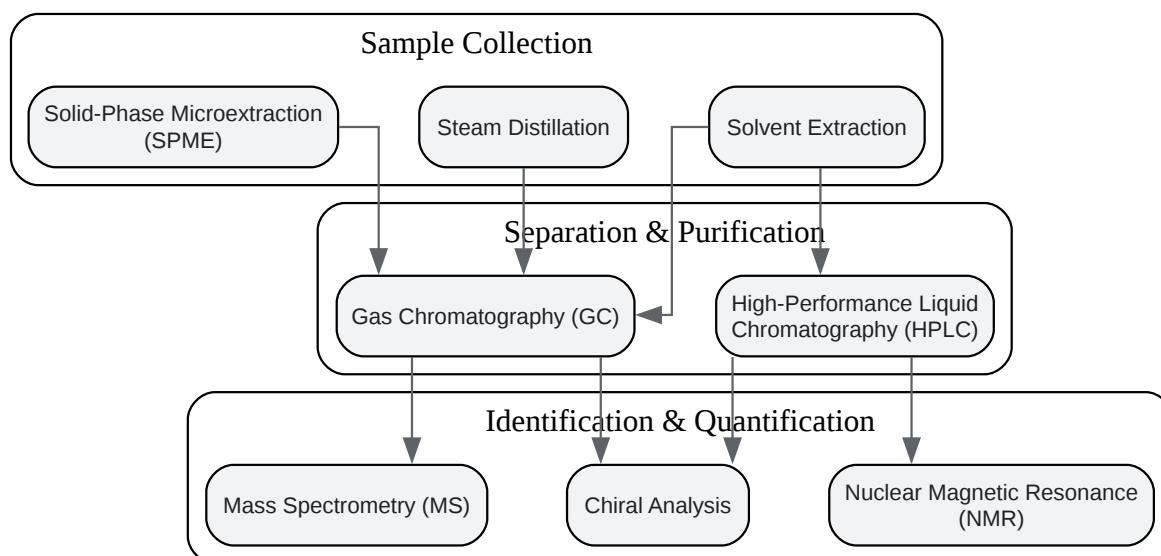 Sample Collection
Solid-Phase Microextraction
(SPME)
Steam Distillation
Solvent Extraction
Separation & Purification
Gas Chromatography (GC)
High-Performance Liquid
Chromatography (HPLC)
Identification & Quantification
Mass Spectrometry (MS)
Chiral Analysis
Nuclear Magnetic Resonance
(NMR)